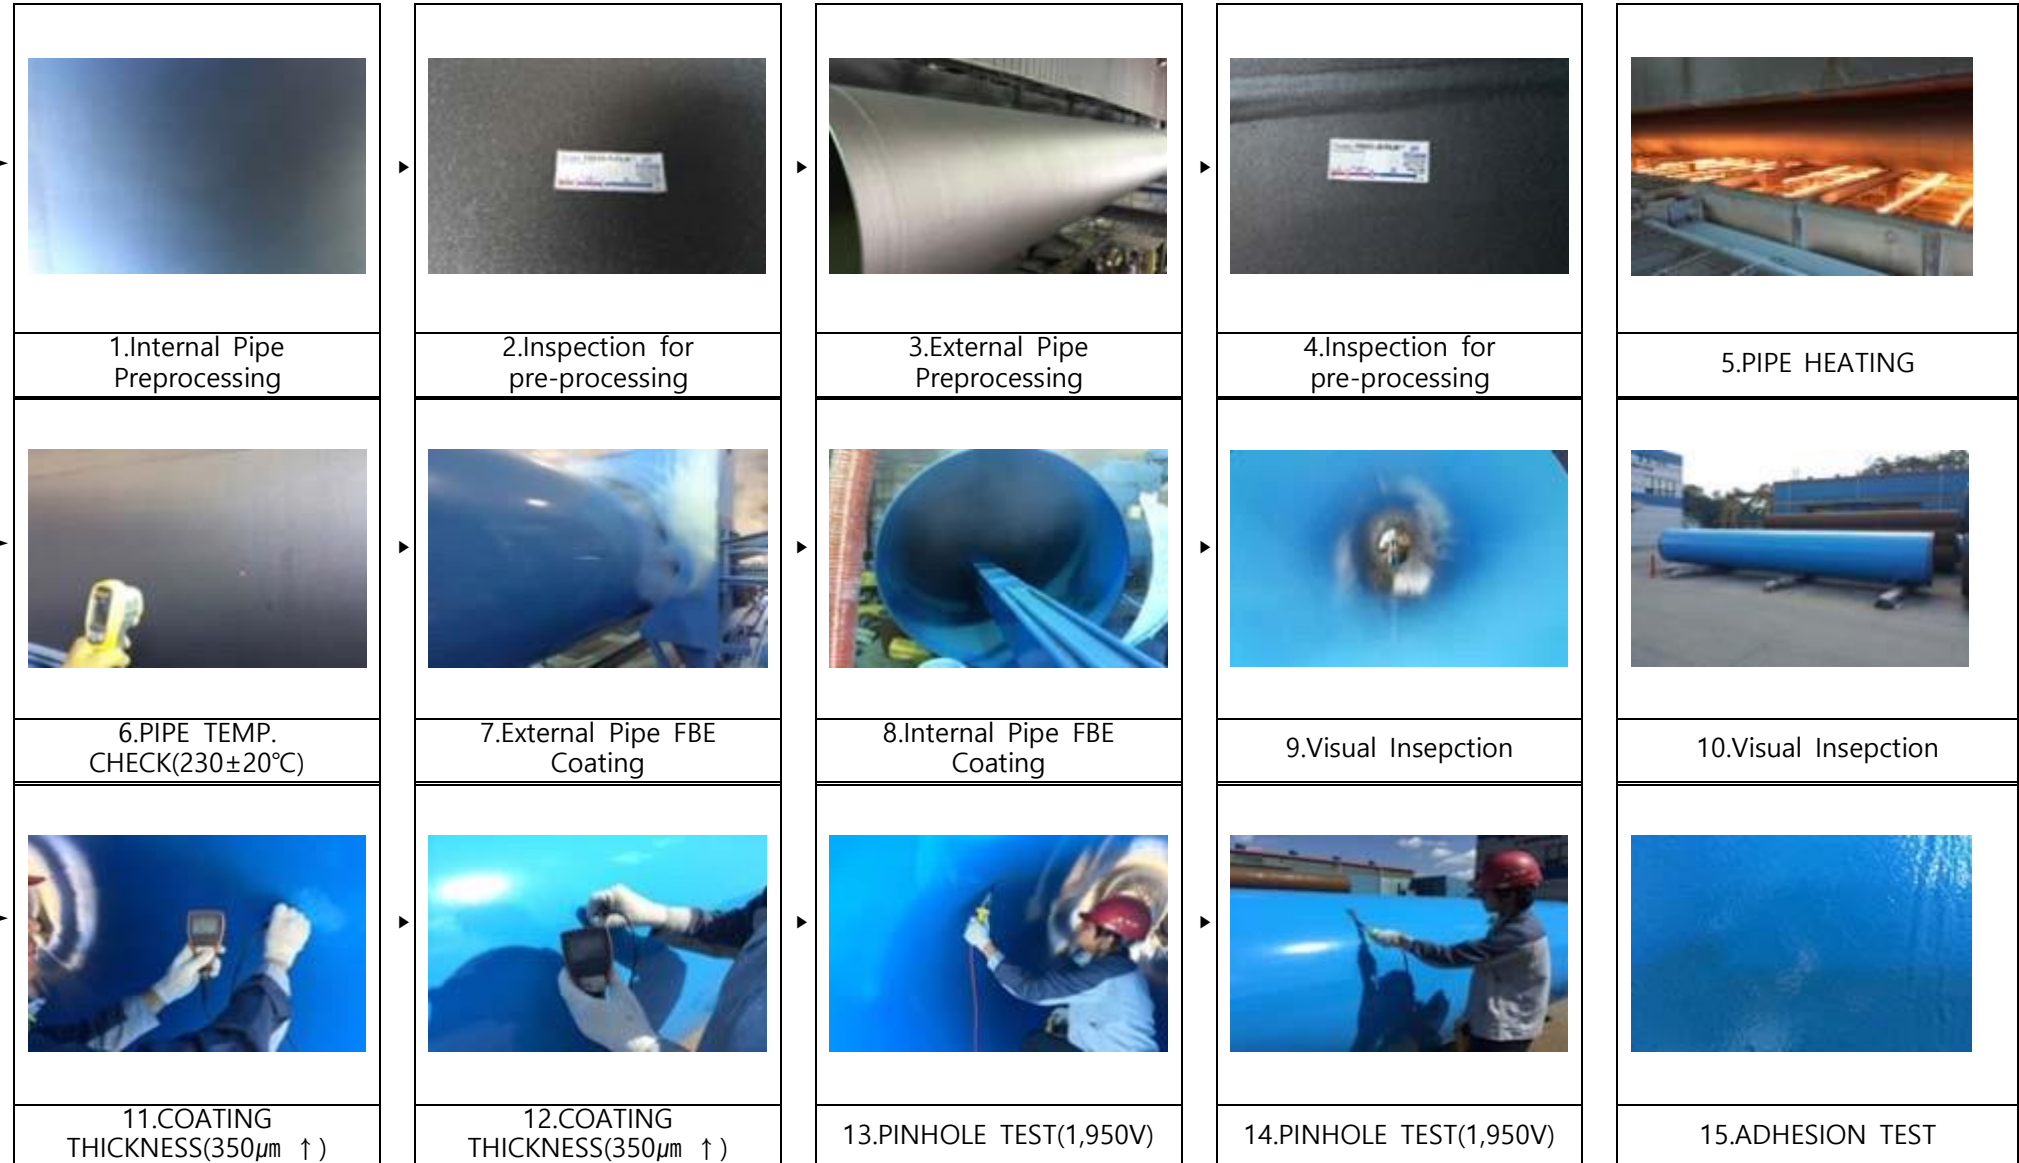 1.Internal Pipe
Preprocessing
2.Inspection for
pre-processing
3.External Pipe
Preprocessing
4.Inspection for
pre-processing
5.PIPE HEATING
6.PIPE TEMP.
CHECK(230±20℃)
7.External Pipe FBE
Coating
8.Internal Pipe FBE
Coating
9.Visual Insepction
10.Visual Insepction
11.COATING
THICKNESS(350㎛ ↑)
12.COATING
THICKNESS(350㎛ ↑)
13.PINHOLE TEST(1,950V)
14.PINHOLE TEST(1,950V)
15.ADHESION TEST